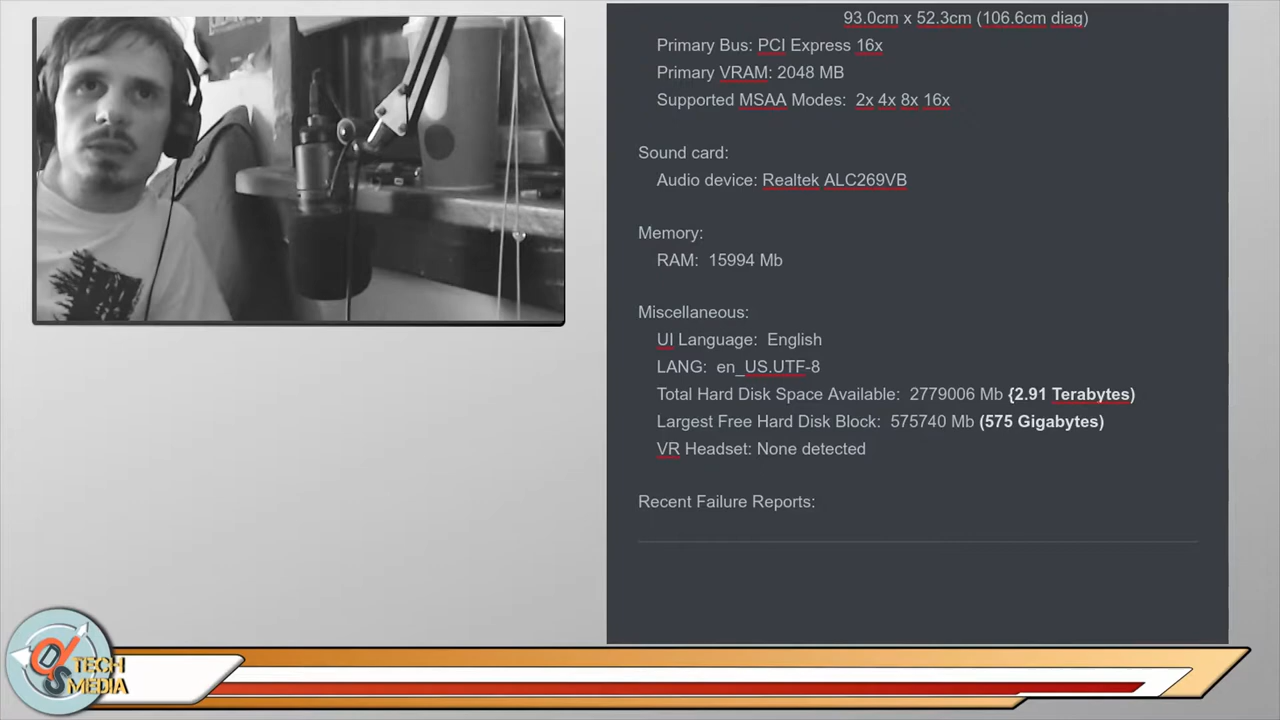 93.0cm x 52.3cm (106.6cm diag)
Primary Bus: PCI Express 16x
Primary VRAM: 2048 MB
Supported MSAA Modes:  2x 4x 8x 16x
Sound card:
Audio device: Realtek ALC269VB
Memory:
RAM:  15994 Mb
Miscellaneous:
UI Language:  English
LANG:  en_US.UTF-8
Total Hard Disk Space Available:  2779006 Mb {2.91 Terabytes)
Largest Free Hard Disk Block:  575740 Mb (575 Gigabytes)
VR Headset: None detected
Recent Failure Reports:
TECH
MEDIA